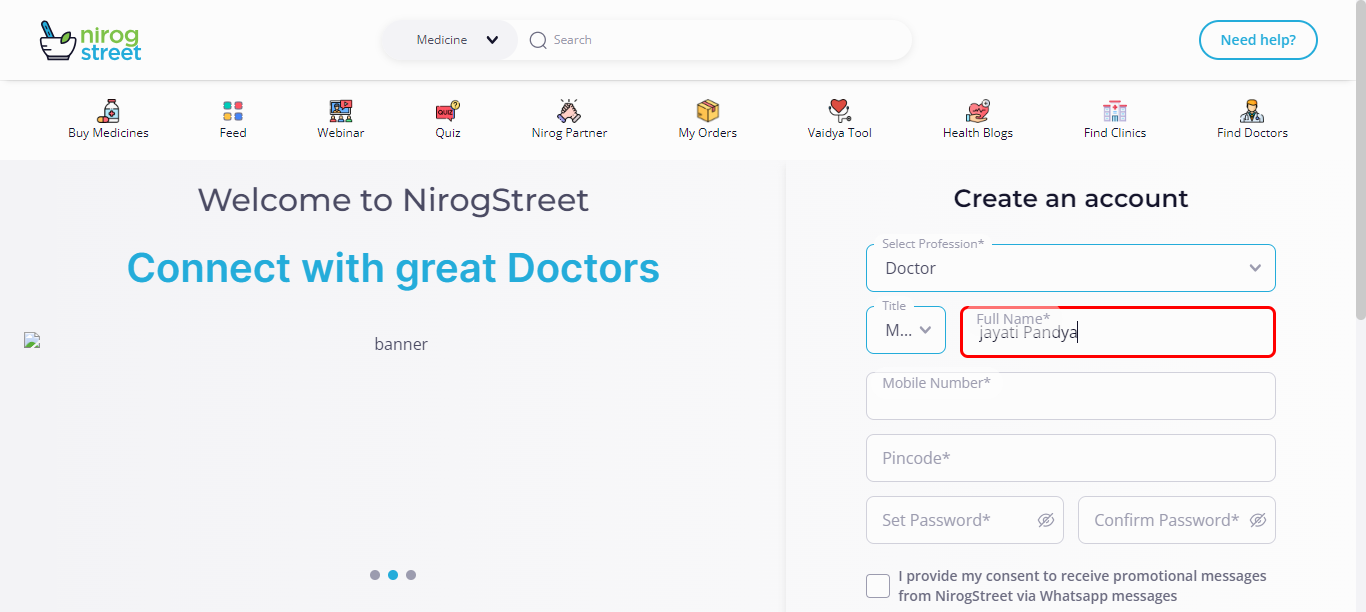 nirog
street
Medicine
Search
Need help?
Buy Medicines
Feed
Webinar
QUIZ
Quiz
Nirog Partner
My Orders
Vaidya Tool
Health Blogs
Find Clinics
Find Doctors
Welcome to NirogStreet
Connect with great Doctors
banner
Create an account
Select Profession*
Doctor
Title
M...
Full Name*
jayati Pandya
Mobile Number*
Pincode*
Set Password*
Confirm Password*
I provide my consent to receive promotional messages
from NirogStreet via Whatsapp messages